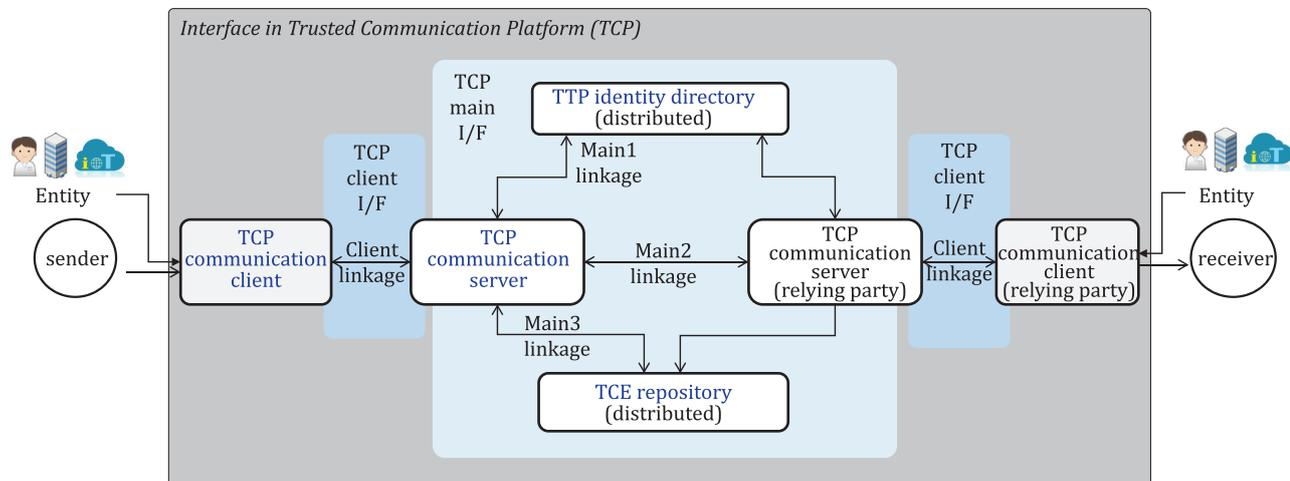 Interface in Trusted Communication Platform (TCP)
TCP
main
I/F
TTP identity directory
(distributed)
Main1
linkage
TCP
client
I/F
TCP
client
I/F
iOT
Entity
sender
iOT
Entity
receiver
TCP
communication
client
Client
linkage
TCP
communication
server
Main2
linkage
TCP
communication
server
(relying party)
Client
linkage
TCP
communication
client
(relying party)
Main3
linkage
TCE repository
(distributed)